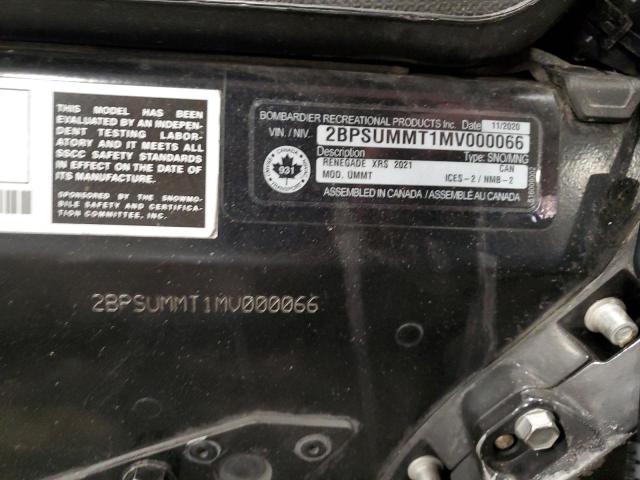 THIS MODEL HAS BEEN
EVALUATED BY AN INDEPEN-
DENT TESTING LABOR-
ATORY AND IT MEETS ALL
SSCC SAFETY STANDARDS
IN EFFECT ON THE DATE OF
ITS MANUFACTURE.
SPONSORED BY THE SNOWMO-
BILE SAFETY AND CERTIFICA-
TION COMMITTEE, INC.
BOMBARDIER RECREATIONAL PRODUCTS Inc. Date 11/2020
VIN. / NIV. 2BPSUMMT1MV000066
Description Type: SNO/MNG
RENEGADE XRS 2021 CAN
MOD. UMMT ICES-2 / NMB-2
ASSEMBLED IN CANADA / ASSEMBLÉ AU CANADA
931
2BPSUMMT1MV000066